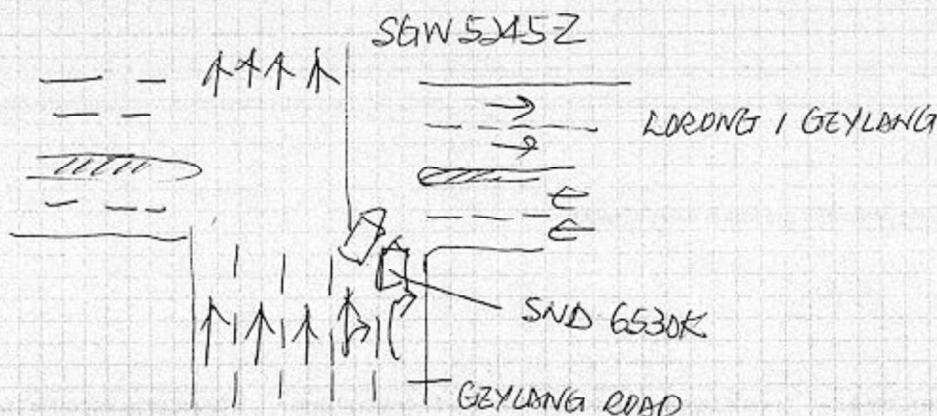 SGW5245Z
LORONG 1 GEYLANG
SND 6530K
GEYLANG ROAD